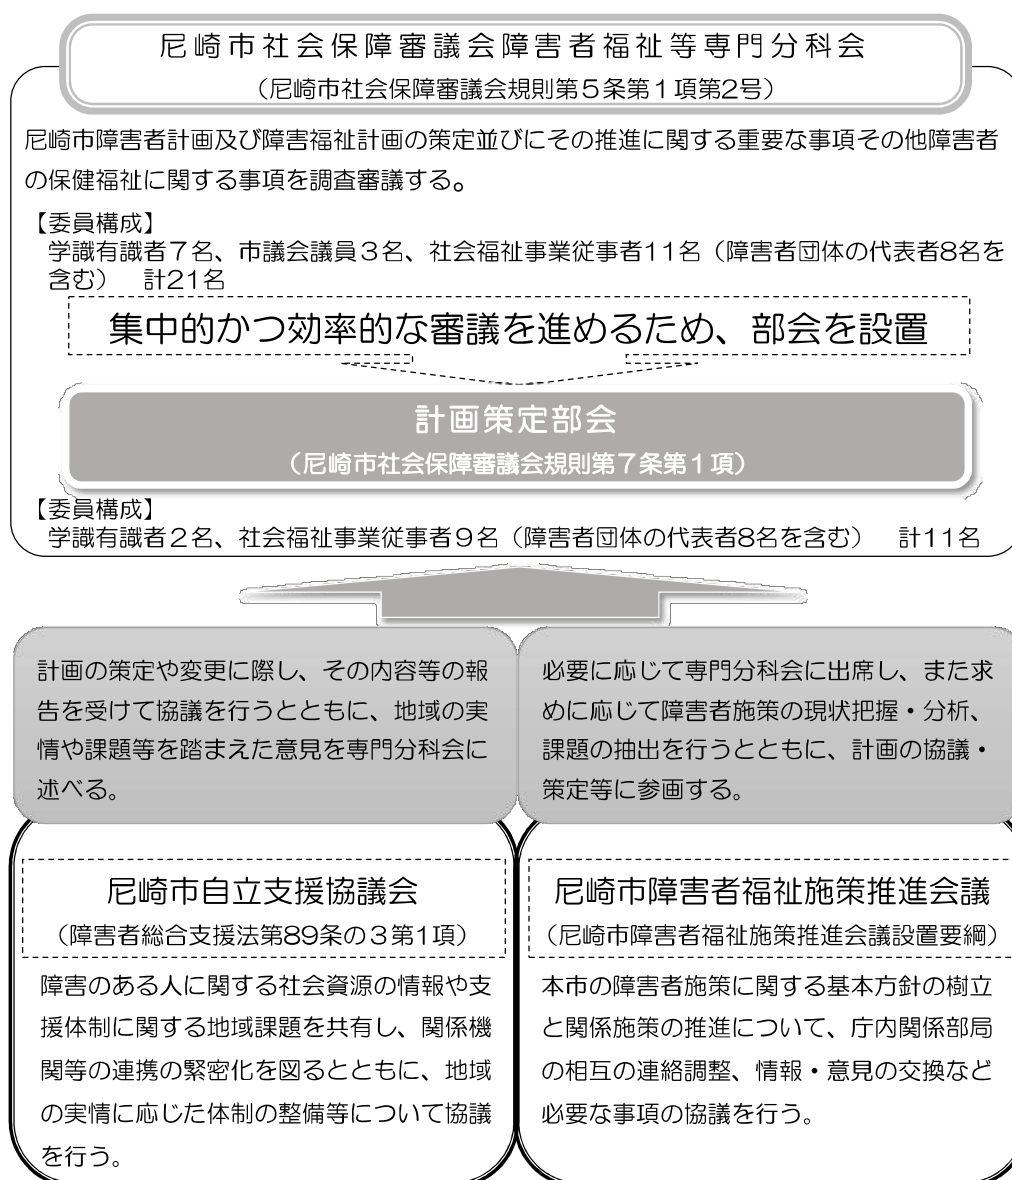 尼崎市社会保障審議会障害者福祉等専門分科会
（尼崎市社会保障審議会規則第５条第１項第2号）
尼崎市障害者計画及び障害福祉計画の策定並びにその推進に関する重要な事項その他障害者
の保健福祉に関する事項を調査審議する。
【委員構成】
学識有識者７名、市議会議員３名、社会福祉事業従事者11名（障害者団体の代表者8名を
含む）　計21名
集中的かつ効率的な審議を進めるため、部会を設置
計画策定部会
（尼崎市社会保障審議会規則第７条第１項）
【委員構成】
学識有識者２名、社会福祉事業従事者９名（障害者団体の代表者8名を含む）　計11名
計画の策定や変更に際し、その内容等の報
告を受けて協議を行うとともに、地域の実
情や課題等を踏まえた意見を専門分科会に
述べる。
必要に応じて専門分科会に出席し、また求
めに応じて障害者施策の現状把握・分析、
課題の抽出を行うとともに、計画の協議・
策定等に参画する。
尼崎市自立支援協議会
（障害者総合支援法第89条の３第1項）
障害のある人に関する社会資源の情報や支
援体制に関する地域課題を共有し、関係機
関等の連携の緊密化を図るとともに、地域
の実情に応じた体制の整備等について協議
を行う。
尼崎市障害者福祉施策推進会議
（尼崎市障害者福祉施策推進会議設置要綱）
本市の障害者施策に関する基本方針の樹立
と関係施策の推進について、庁内関係部局
の相互の連絡調整、情報・意見の交換など
必要な事項の協議を行う。